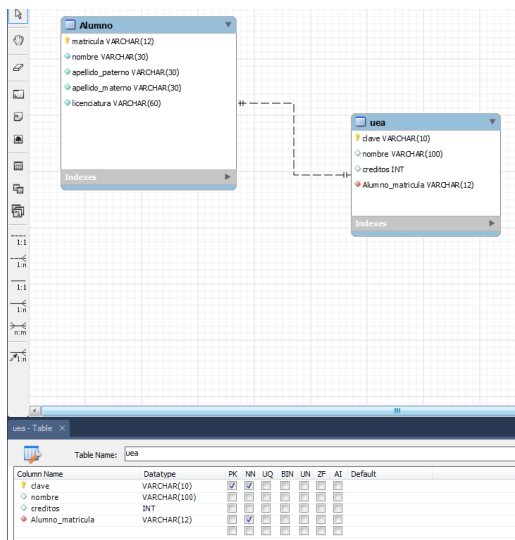 Alumno
matricula VARCHAR(12)
nombre VARCHAR(30)
apellido_paterno VARCHAR(30)
apellido_materno VARCHAR(30)
licenciatura VARCHAR(60)
Indexes
uea
clave VARCHAR(10)
nombre VARCHAR(100)
creditos INT
Alumno_matricula VARCHAR(12)
Indexes
1:1
1:n
1:1
1:n
n:m
1:n
uea - Table
Table Name: uea
Column Name Datatype PK NN UQ BIN UN ZF AI Default
clave VARCHAR(10)
nombre VARCHAR(100)
creditos INT
Alumno_matricula VARCHAR(12)